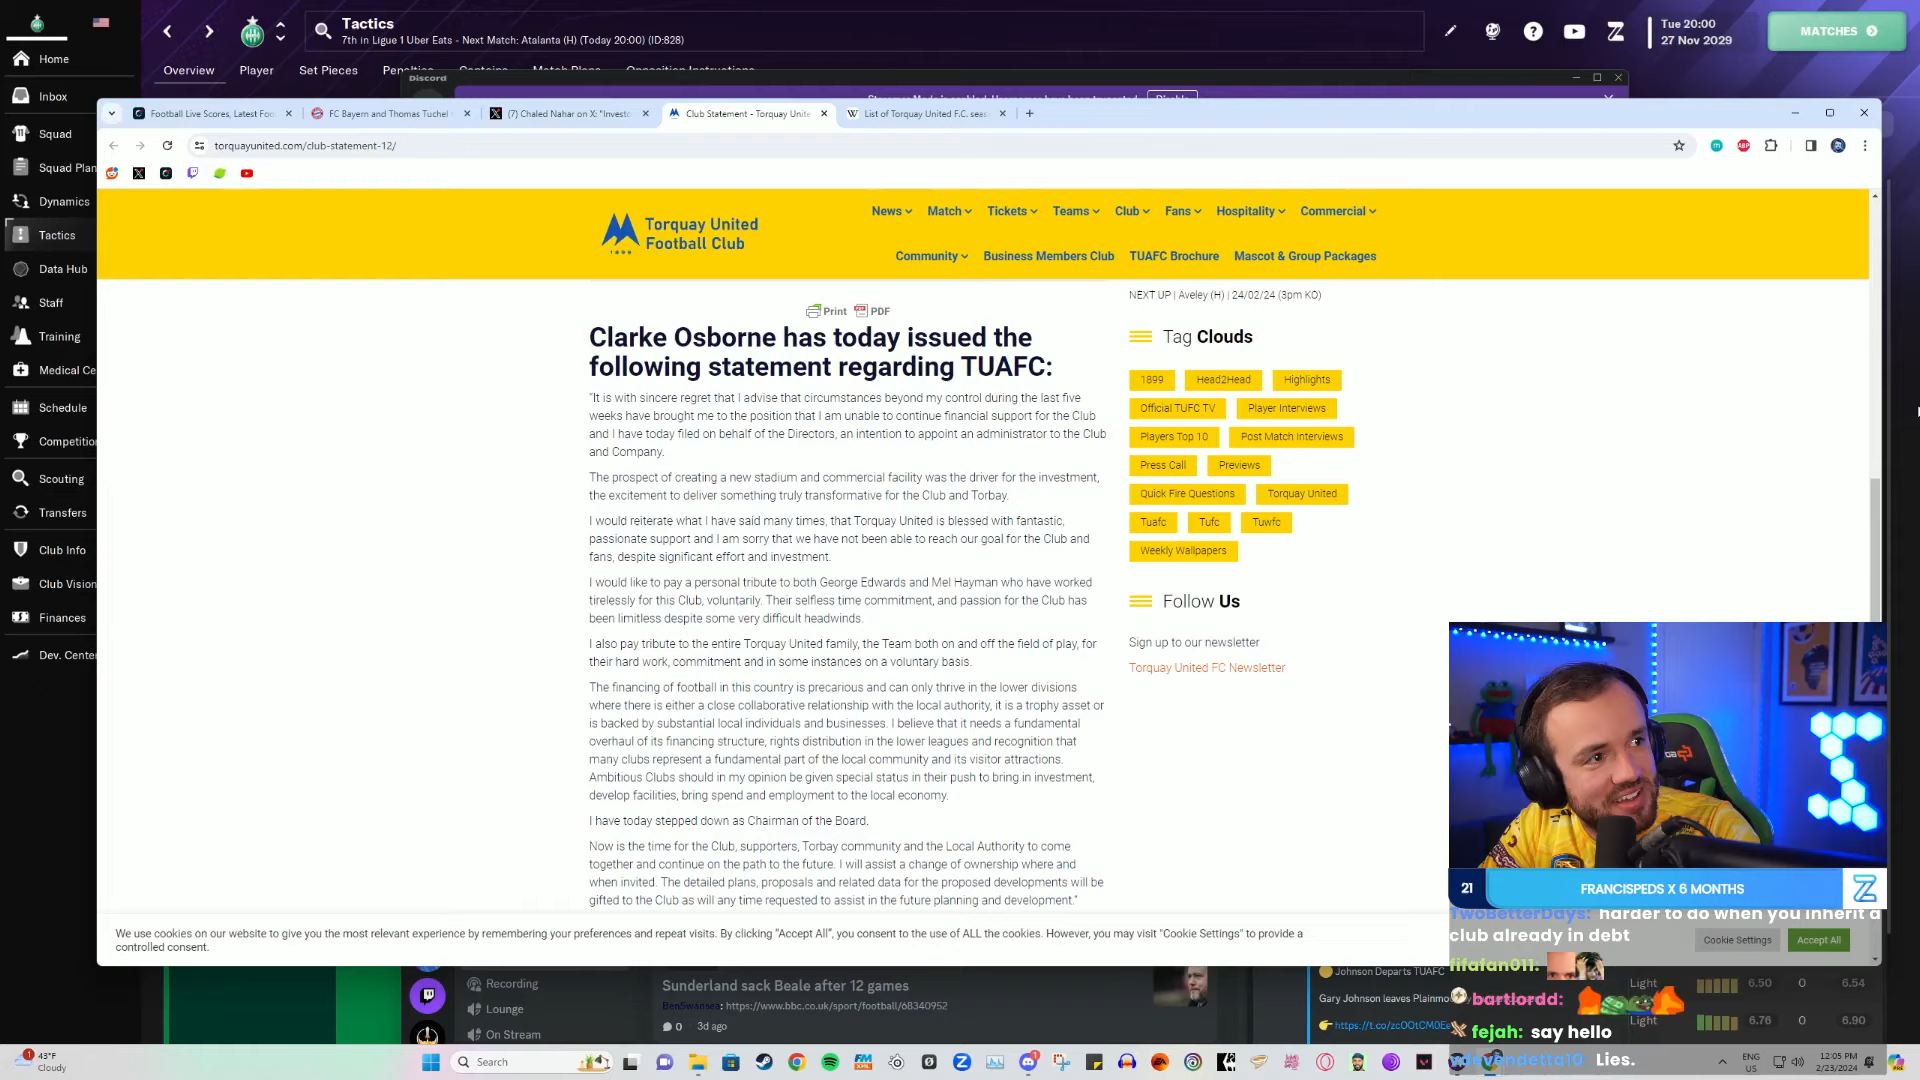 Tactics
7th in Ligue 1 Uber Eats - Next Match: Atalanta (H) (Today 20:00) (ID:828)
Tue 20:00
27 Nov 2029
MATCHES
Home
Overview
Player
Set Pieces
Discord
Inbox
Squad
Squad Plan
Dynamics
Tactics
Data Hub
Staff
Training
Medical Ce
Schedule
Competitio
Scouting
Transfers
Club Info
Club Vision
Finances
Dev. Center
Football Live Scores, Latest Foo
FC Bayern and Thomas Tuchel
(7) Chaled Nahar on X: "Investo
Club Statement - Torquay Unite
List of Torquay United F.C. sea
torquayunited.com/club-statement-12/
Torquay United
Football Club
1899
News
Match
Tickets
Teams
Club
Fans
Hospitality
Commercial
Community
Business Members Club
TUAFC Brochure
Mascot & Group Packages
Print
PDF
Clarke Osborne has today issued the
following statement regarding TUAFC:
"It is with sincere regret that I advise that circumstances beyond my control during the last five
weeks have brought me to the position that I am unable to continue financial support for the Club
and I have today filed on behalf of the Directors, an intention to appoint an administrator to the Club
and Company.
The prospect of creating a new stadium and commercial facility was the driver for the investment,
the excitement to deliver something truly transformative for the Club and Torbay.
I would reiterate what I have said many times, that Torquay United is blessed with fantastic,
passionate support and I am sorry that we have not been able to reach our goal for the Club and
fans, despite significant effort and investment.
I would like to pay a personal tribute to both George Edwards and Mel Hayman who have worked
tirelessly for this Club, voluntarily. Their selfless time commitment, and passion for the Club has
been limitless despite some very difficult headwinds.
I also pay tribute to the entire Torquay United family, the Team both on and off the field of play, for
their hard work, commitment and in some instances on a voluntary basis.
The financing of football in this country is precarious and can only thrive in the lower divisions
where there is either a close collaborative relationship with the local authority, it is a trophy asset or
is backed by substantial local individuals and businesses. I believe that it needs a fundamental
overhaul of its financing structure, rights distribution in the lower leagues and recognition that
many clubs represent a fundamental part of the local community and its visitor attractions.
Ambitious Clubs should in my opinion be given special status in their push to bring in investment,
develop facilities, bring spend and employment to the local economy.
I have today stepped down as Chairman of the Board.
Now is the time for the Club, supporters, Torbay community and the Local Authority to come
together and continue on the path to the future. I will assist a change of ownership where and
when invited. The detailed plans, proposals and related data for the proposed developments will be
gifted to the Club as will any time requested to assist in the future planning and development."
NEXT UP | Aveley (H) | 24/02/24 (3pm KO)
Tag Clouds
1899
Head2Head
Highlights
Official TUFC TV
Player Interviews
Players Top 10
Post Match Interviews
Press Call
Previews
Quick Fire Questions
Torquay United
Tuafc
Tufc
Tuwfc
Weekly Wallpapers
Follow Us
Sign up to our newsletter
Torquay United FC Newsletter
We use cookies on our website to give you the most relevant experience by remembering your preferences and repeat visits. By clicking "Accept All", you consent to the use of ALL the cookies. However, you may visit "Cookie Settings" to provide a
controlled consent.
Cookie Settings
Accept All
21
FRANCISPEDS X 6 MONTHS
TwoBetterDays: harder to do when you inherit a
club already in debt
fifafan011:
bartlordd:
fejah: say hello
Lies.
Recording
Lounge
On Stream
Sunderland sack Beale after 12 games
BenSwansea: https://www.bbc.co.uk/sport/football/68340952
0
3d ago
Johnson Departs TUAFC
Gary Johnson leaves Plainmo
Light
6.50
0
6.54
Light
6.76
0
6.90
43°F
Cloudy
Search
ENG
US
12:05 PM
2/23/2024